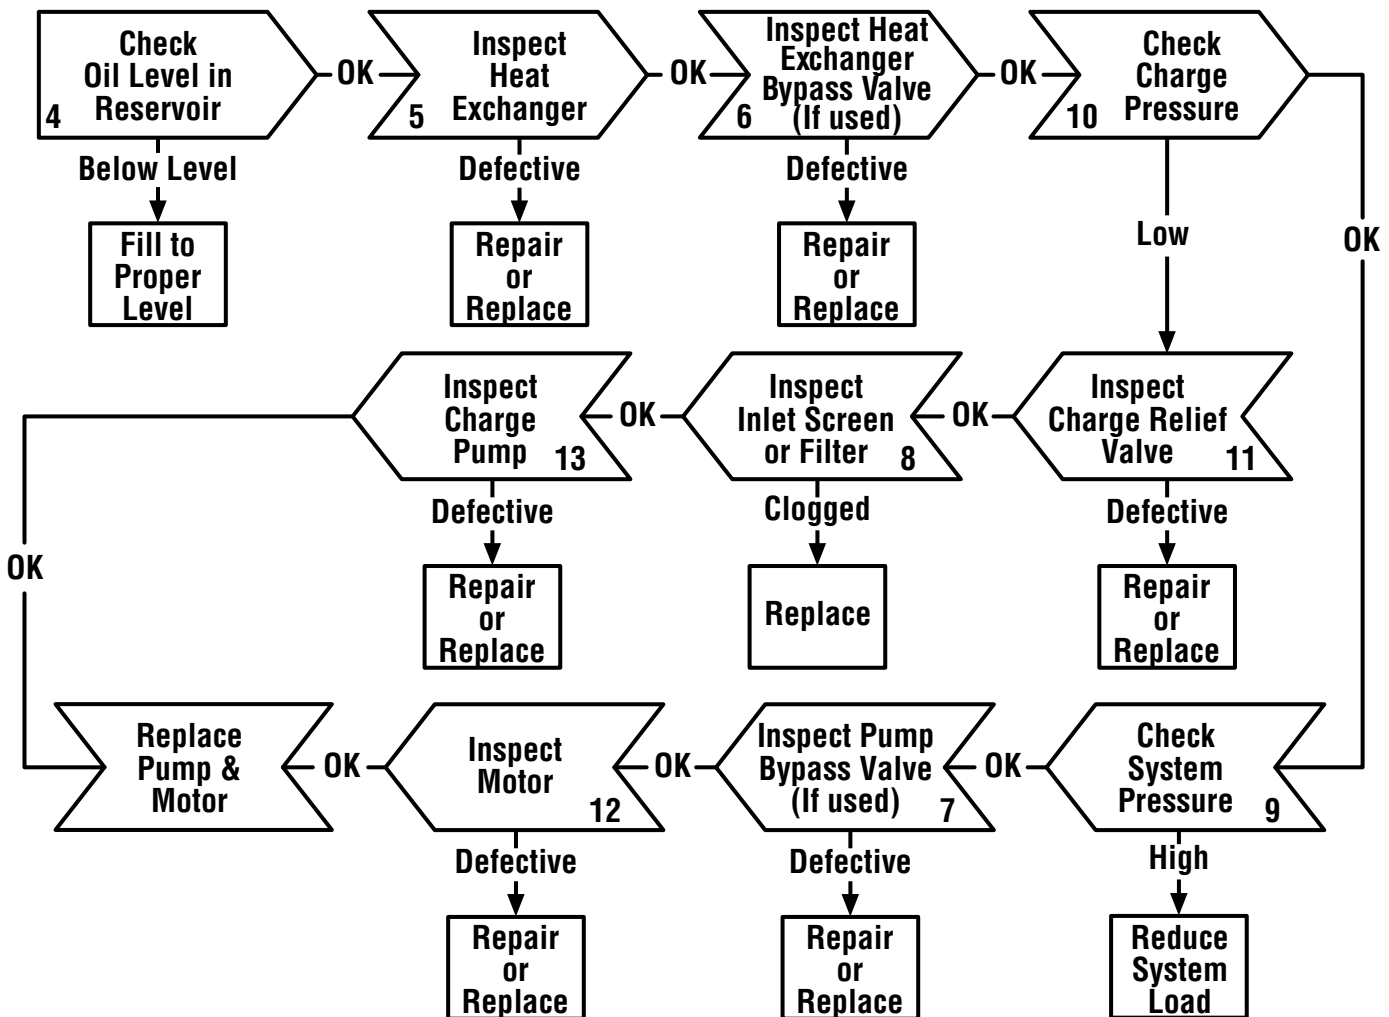 Check
Oil Level in
Reservoir
4
OK
Inspect
Heat
Exchanger
5
OK
Inspect Heat
Exchanger
Bypass Valve
(If used)
6
OK
Check
Charge
Pressure
10
Below Level
Defective
Defective
Low
OK
Fill to
Proper
Level
Repair
or
Replace
Repair
or
Replace
Inspect
Charge
Pump
13
OK
Inspect
Inlet Screen
or Filter
8
OK
Inspect
Charge Relief
Valve
11
Defective
Clogged
Defective
OK
Repair
or
Replace
Replace
Repair
or
Replace
Replace
Pump &
Motor
OK
Inspect
Motor
12
OK
Inspect Pump
Bypass Valve
(If used)
7
OK
Check
System
Pressure
9
Defective
Defective
High
Repair
or
Replace
Repair
or
Replace
Reduce
System
Load